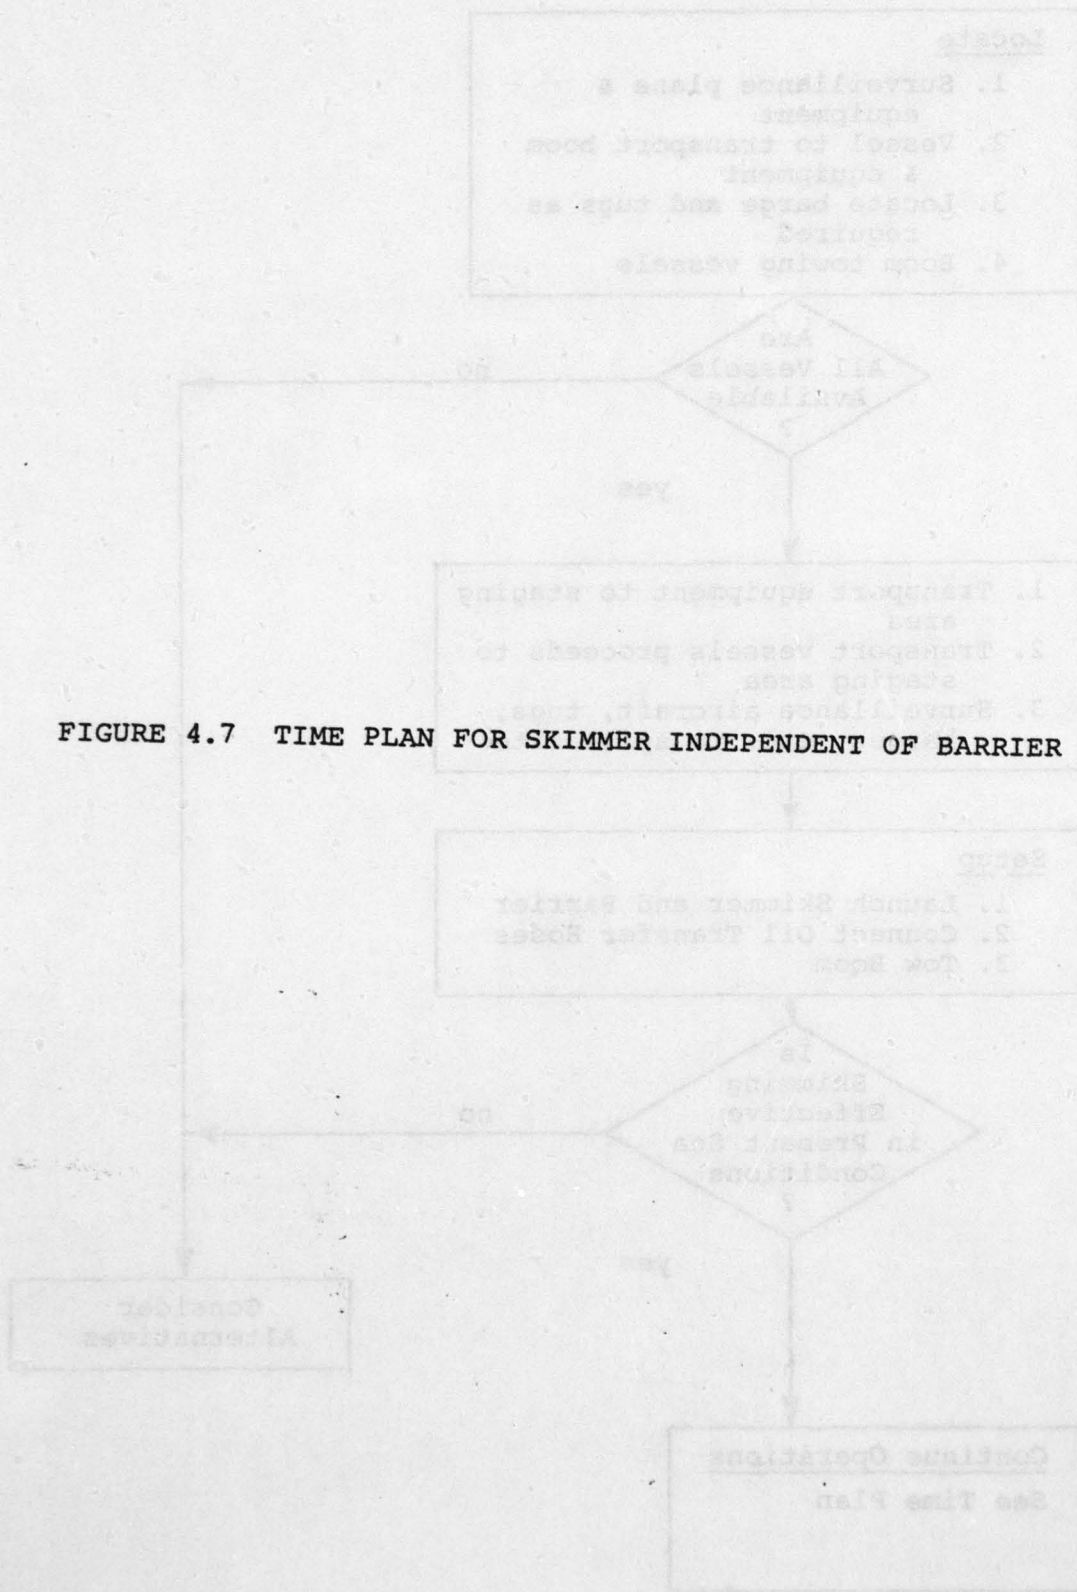 Locate
1. Surveillance plane &
equipment
2. Vessel to transport boom
& equipment
3. Locate barge and tugs as
required
4. Boom towing vessels
Are
All Vessels
Available
?
no
yes
1. Transport equipment to staging
area
2. Transport vessels proceeds to
staging area
3. Surveillance aircraft, tugs,
FIGURE 4.7 TIME PLAN FOR SKIMMER INDEPENDENT OF BARRIER
Setup
1. Launch Skimmer and Barrier
2. Connect Oil Transfer Hoses
3. Tow Boom
Is
Skimming
Effective
in Present Sea
Conditions
?
no
yes
Consider
Alternatives
Continue Operations
See Time Plan